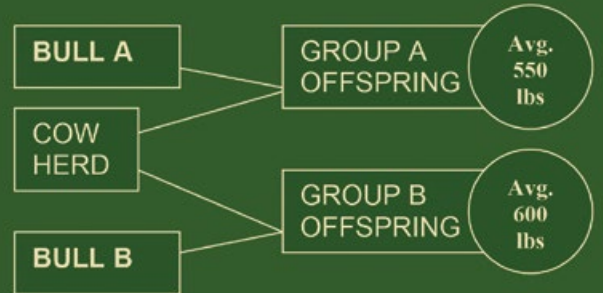 BULL A
COW
HERD
BULL B
GROUP A
OFFSPRING
Avg.
550
lbs
GROUP B
OFFSPRING
Avg.
600
lbs